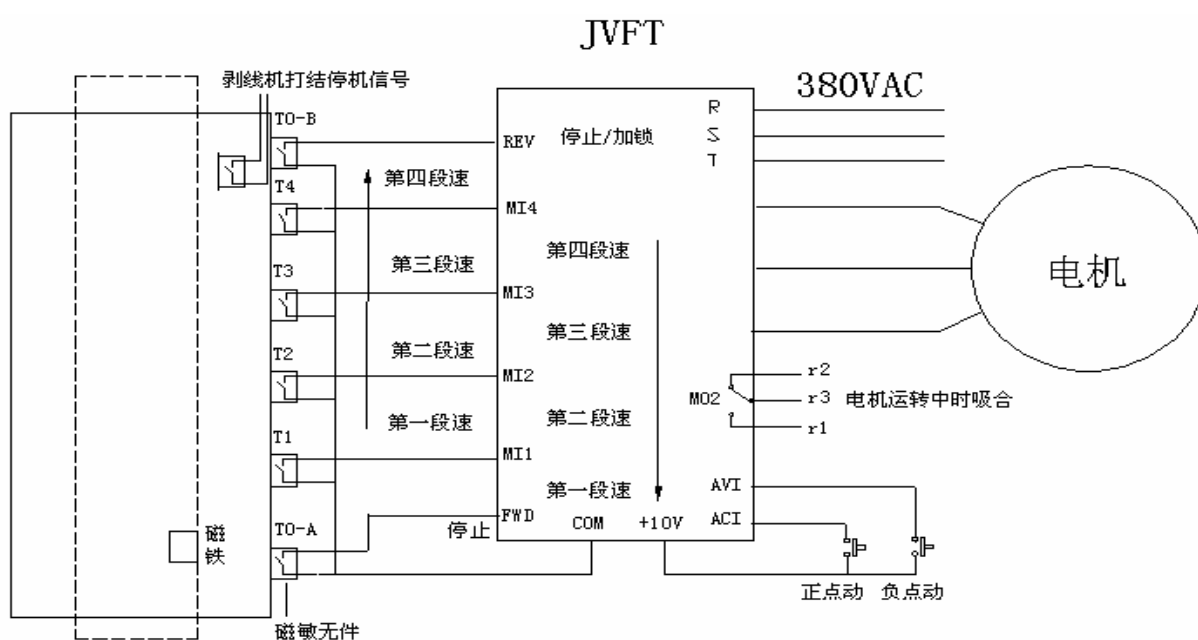 JVFT
剥线机打结停机信号
380VAC
TO-B
R
REV
停止/加锁
S
T
第四段速
T4
MI4
第四段速
第三段速
电机
T3
MI3
第三段速
T2
第二段速
r2
MI2
MO2
r3
电机运转中时吸合
第一段速
第二段速
r1
T1
MI1
第一段速
AVI
FWD
COM
+10V
ACI
停止
TO-A
磁
铁
正点动
负点动
磁敏无件